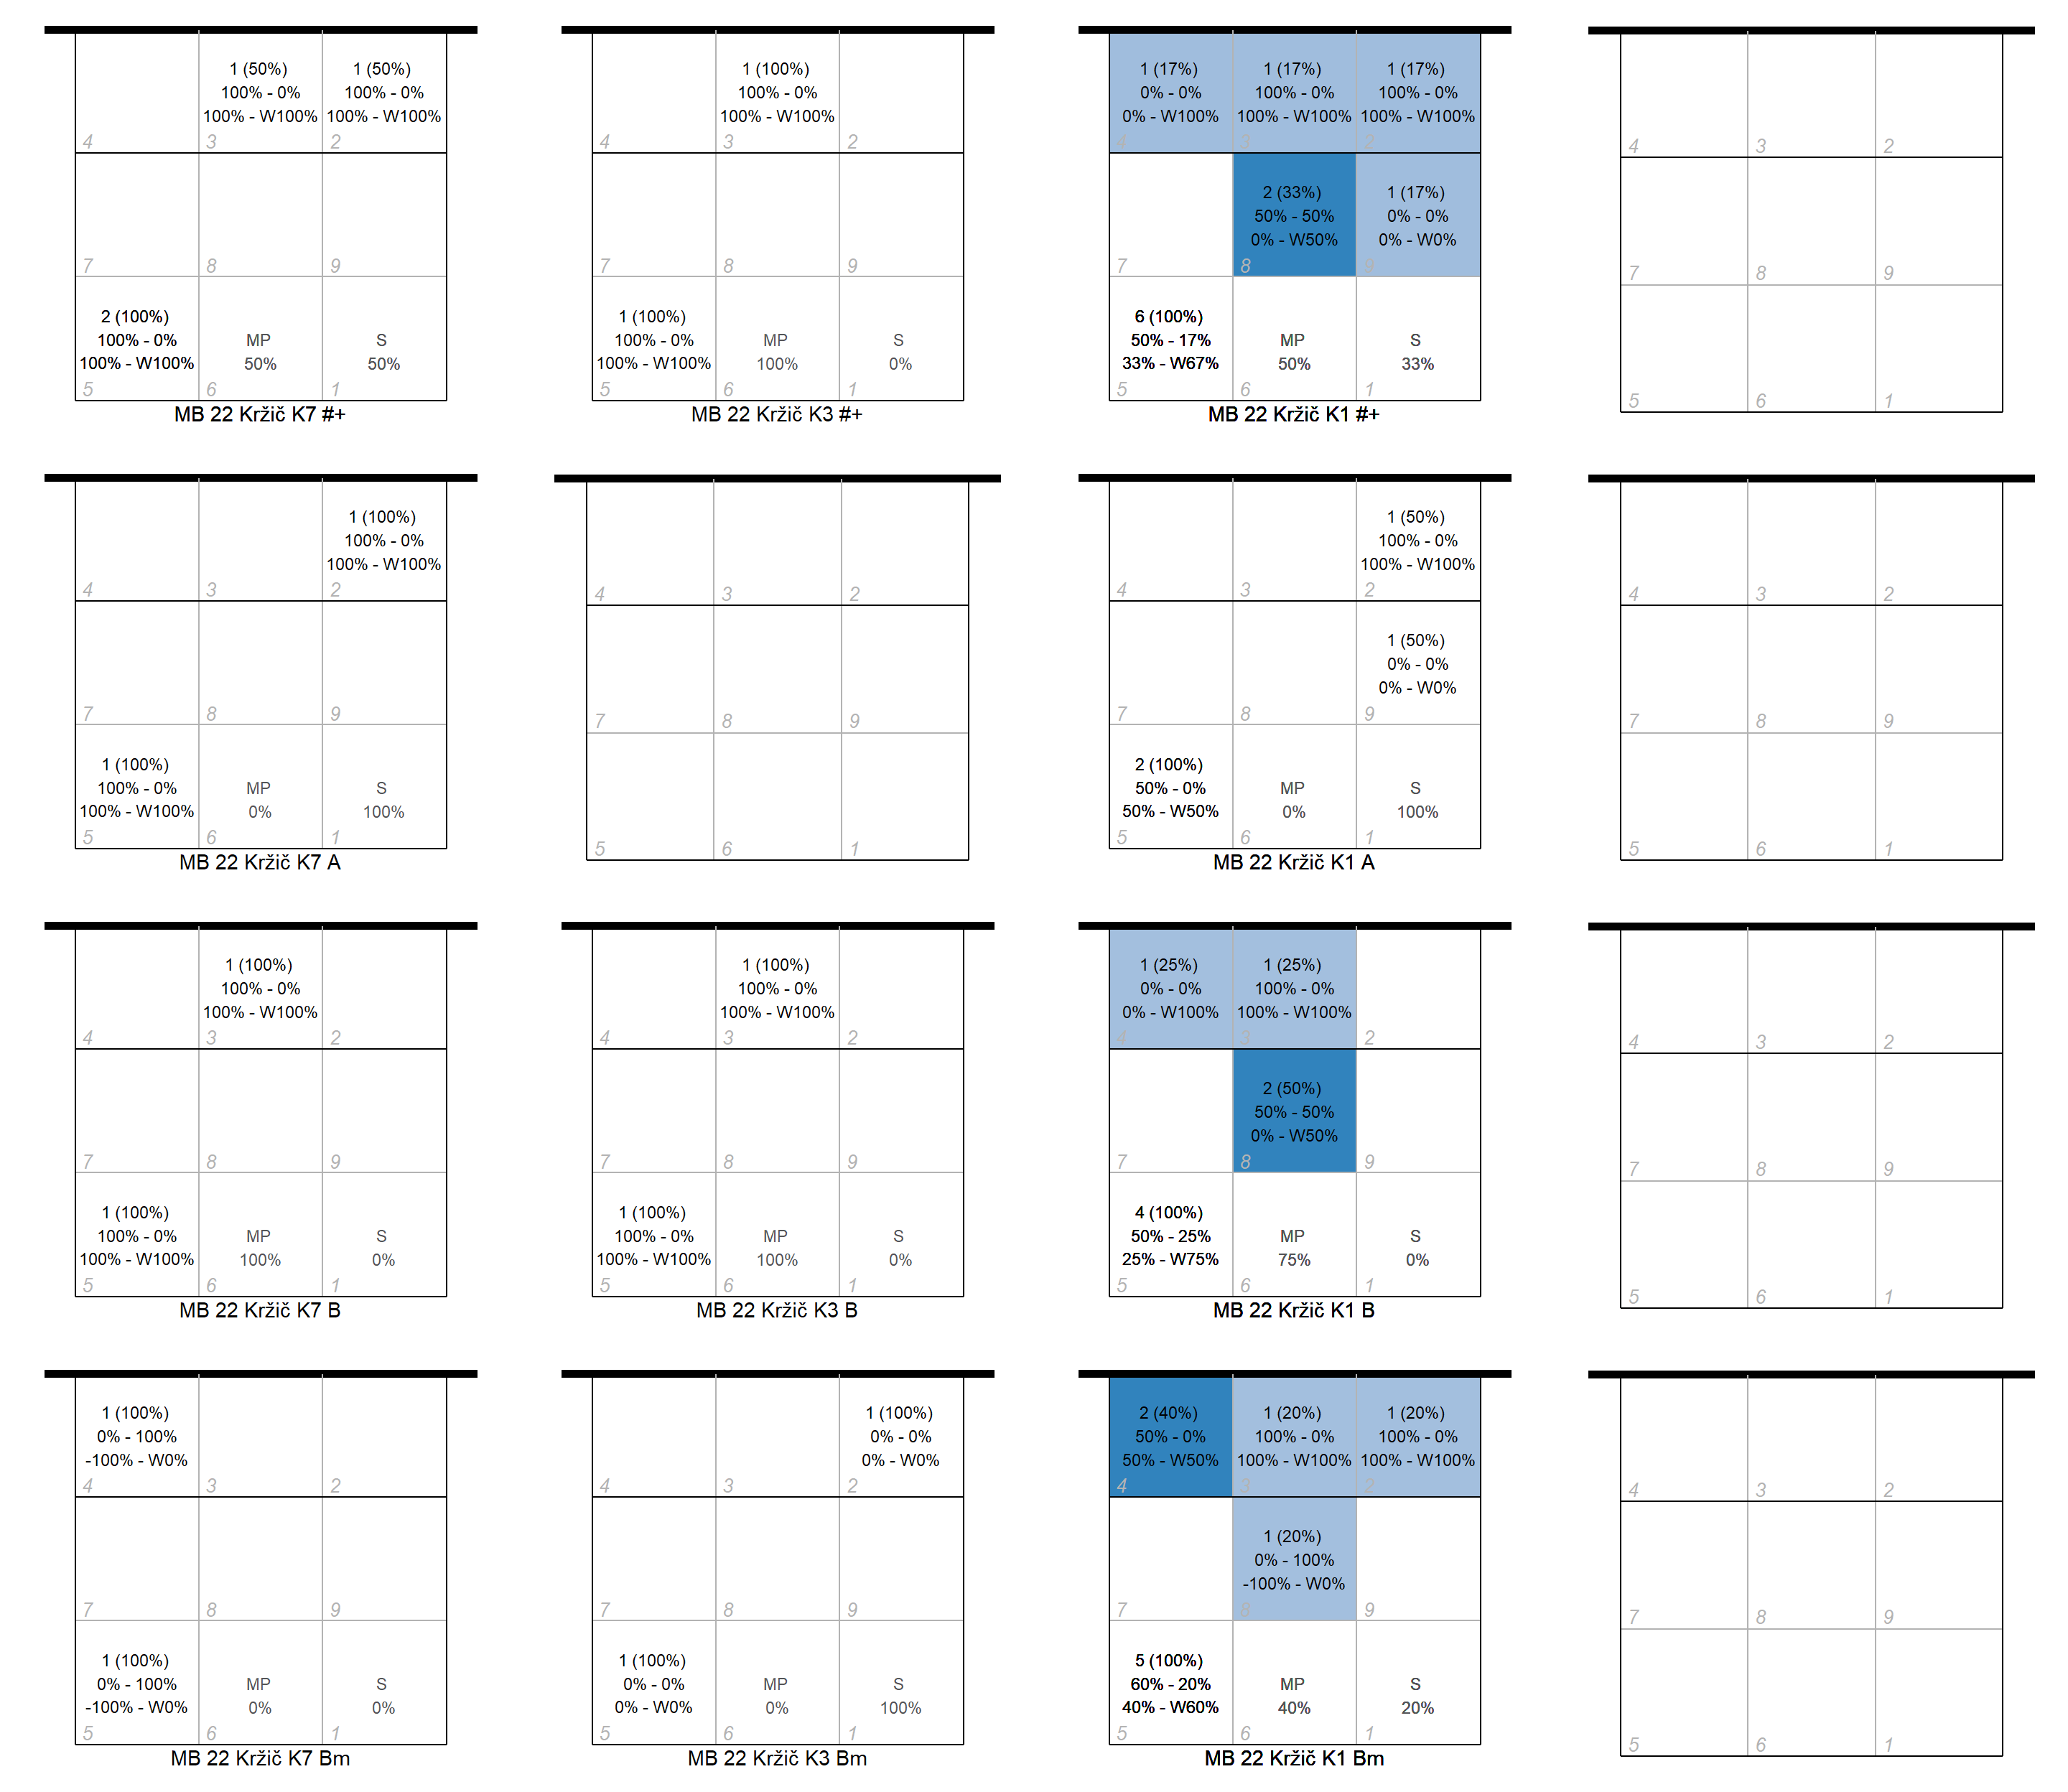 1 (50%)
100% - 0%
100% - W100%
1 (50%)
100% - 0%
100% - W100%
4
3
2
7
8
9
2 (100%)
100% - 0%
100% - W100%
MP
50%
S
50%
5
6
1
MB 22 Kržič K7 #+
1 (100%)
100% - 0%
100% - W100%
4
3
2
7
8
9
1 (100%)
100% - 0%
100% - W100%
MP
100%
S
0%
5
6
1
MB 22 Kržič K3 #+
1 (17%)
0% - 0%
0% - W100%
1 (17%)
100% - 0%
100% - W100%
1 (17%)
100% - 0%
100% - W100%
4
3
2
2 (33%)
50% - 50%
0% - W50%
1 (17%)
0% - 0%
0% - W0%
7
8
9
6 (100%)
50% - 17%
33% - W67%
MP
50%
S
33%
5
6
1
MB 22 Kržič K1 #+
4
3
2
7
8
9
5
6
1
1 (100%)
100% - 0%
100% - W100%
4
3
2
7
8
9
1 (100%)
100% - 0%
100% - W100%
MP
0%
S
100%
5
6
1
MB 22 Kržič K7 A
4
3
2
7
8
9
5
6
1
1 (50%)
100% - 0%
100% - W100%
4
3
2
1 (50%)
0% - 0%
0% - W0%
7
8
9
2 (100%)
50% - 0%
50% - W50%
MP
0%
S
100%
5
6
1
MB 22 Kržič K1 A
4
3
2
7
8
9
5
6
1
1 (100%)
100% - 0%
100% - W100%
4
3
2
7
8
9
1 (100%)
100% - 0%
100% - W100%
MP
100%
S
0%
5
6
1
MB 22 Kržič K7 B
1 (100%)
100% - 0%
100% - W100%
4
3
2
7
8
9
1 (100%)
100% - 0%
100% - W100%
MP
100%
S
0%
5
6
1
MB 22 Kržič K3 B
1 (25%)
0% - 0%
0% - W100%
1 (25%)
100% - 0%
100% - W100%
4
3
2
2 (50%)
50% - 50%
0% - W50%
7
8
9
4 (100%)
50% - 25%
25% - W75%
MP
75%
S
0%
5
6
1
MB 22 Kržič K1 B
4
3
2
7
8
9
5
6
1
1 (100%)
0% - 100%
-100% - W0%
4
3
2
7
8
9
1 (100%)
0% - 100%
-100% - W0%
MP
0%
S
0%
5
6
1
MB 22 Kržič K7 Bm
1 (100%)
0% - 0%
0% - W0%
4
3
2
7
8
9
1 (100%)
0% - 0%
0% - W0%
MP
0%
S
100%
5
6
1
MB 22 Kržič K3 Bm
2 (40%)
50% - 0%
50% - W50%
1 (20%)
100% - 0%
100% - W100%
1 (20%)
100% - 0%
100% - W100%
4
3
2
1 (20%)
0% - 100%
-100% - W0%
7
8
9
5 (100%)
60% - 20%
40% - W60%
MP
40%
S
20%
5
6
1
MB 22 Kržič K1 Bm
4
3
2
7
8
9
5
6
1